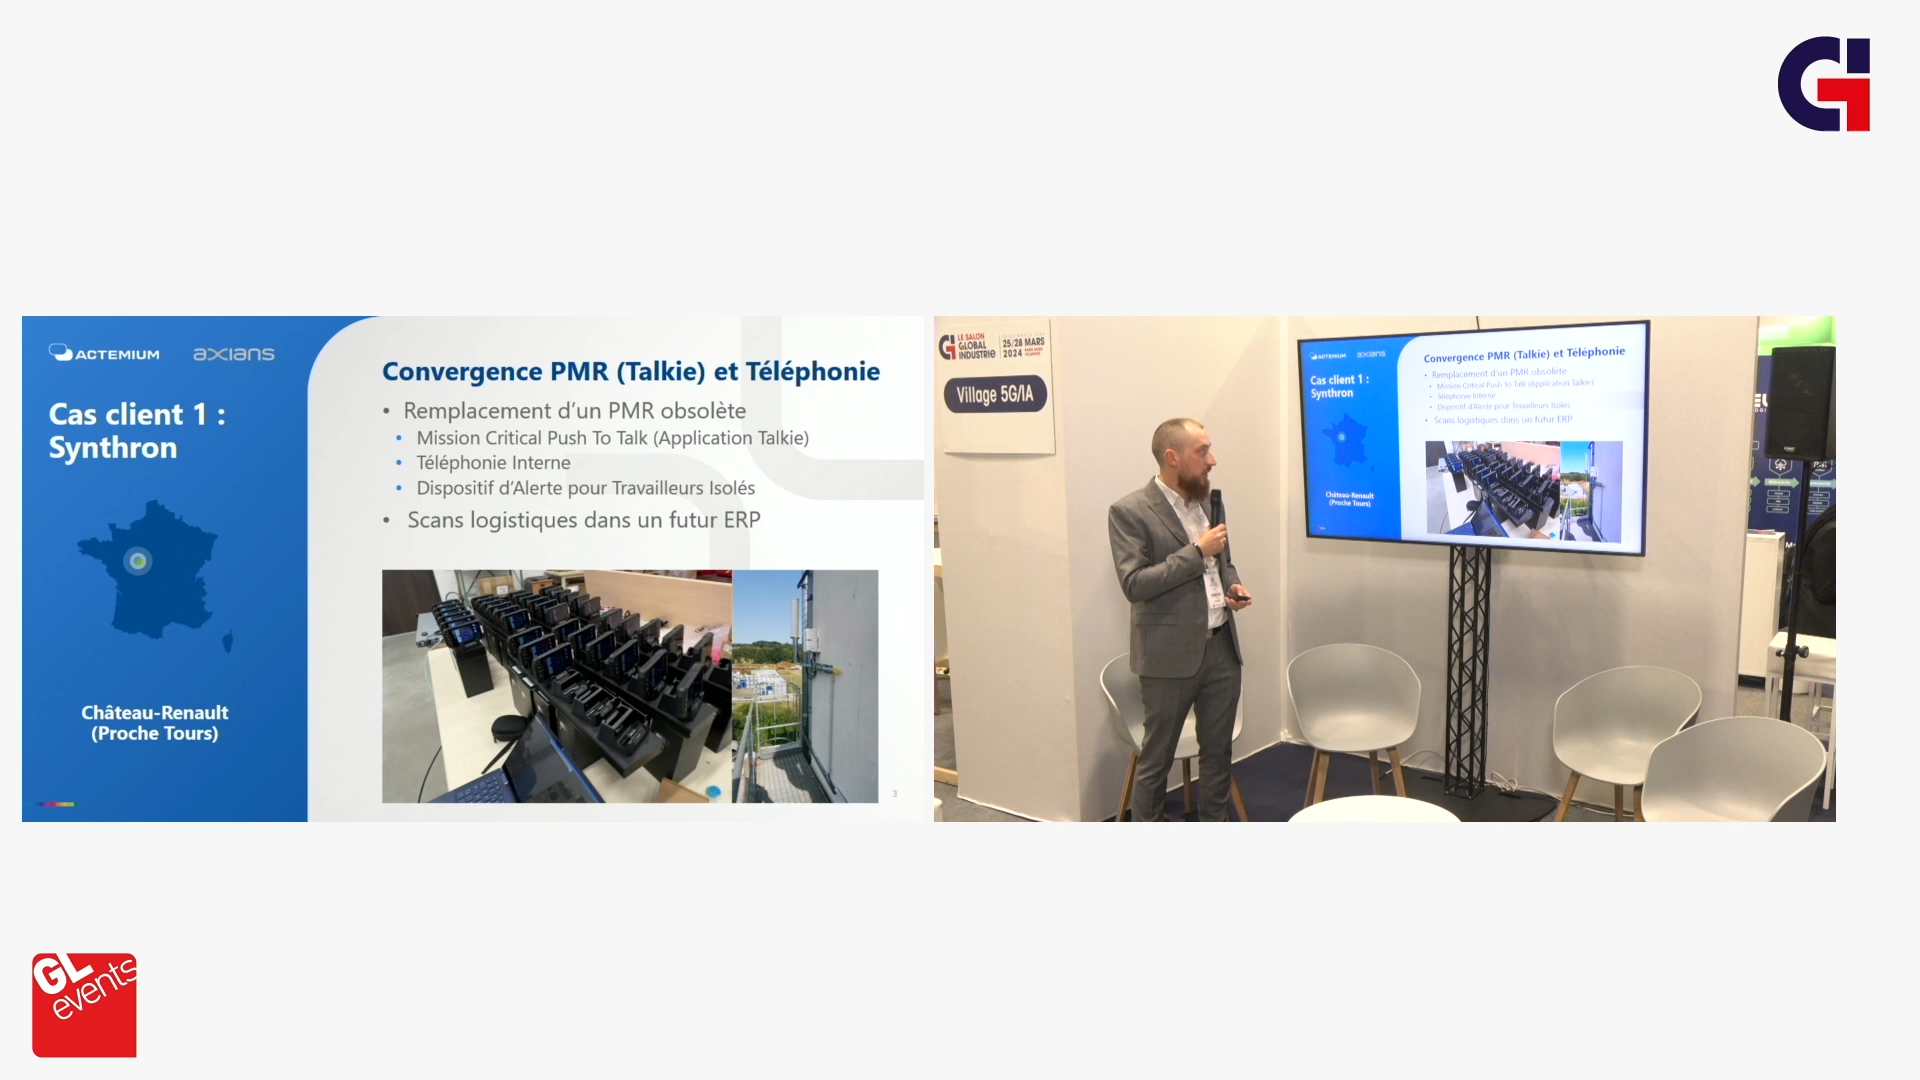 GI
ACTEMIUM
axians
Cas client 1 :
Synthron
Château-Renault
(Proche Tours)
Convergence PMR (Talkie) et Téléphonie
• Remplacement d'un PMR obsolète
• Mission Critical Push To Talk (Application Talkie)
• Téléphonie Interne
• Dispositif d'Alerte pour Travailleurs Isolés
• Scans logistiques dans un futur ERP
3
GI
LE SALON
GLOBAL
INDUSTRIE
25/28 MARS
2024
Village 5G/IA
ACTEMIUM
axians
Cas client 1 :
Synthron
Château-Renault
(Proche Tours)
Convergence PMR (Talkie) et Téléphonie
• Remplacement d'un PMR obsolète
• Mission Critical Push To Talk (Application Talkie)
• Téléphonie Interne
• Dispositif d'Alerte pour Travailleurs Isolés
• Scans logistiques dans un futur ERP
GL
events